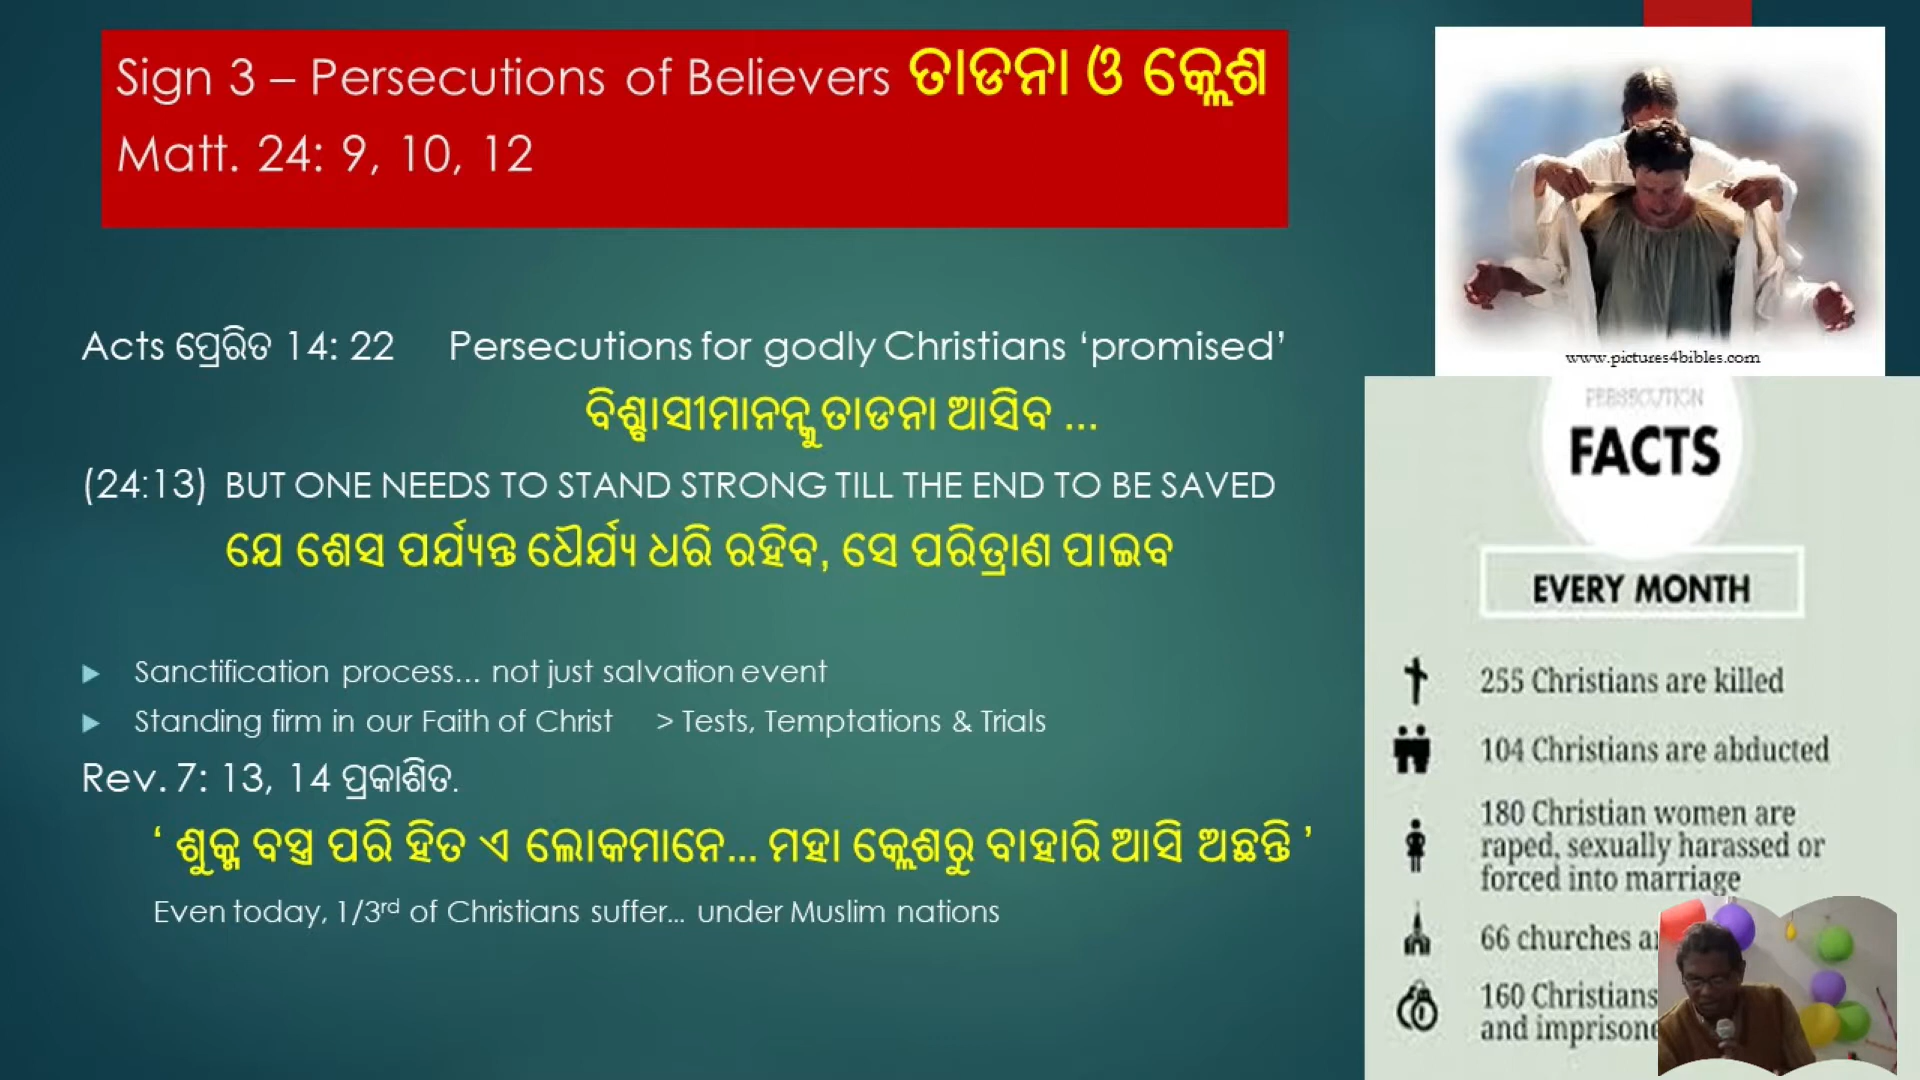 Sign 3 – Persecutions of Believers ତାଡନା ଓ କ୍ଲେଶ
Matt. 24: 9, 10, 12
www.pictures4bibles.com
Acts ପ୍ରେରିତ 14: 22 Persecutions for godly Christians ‘promised’
ବିଶ୍ଵାସୀମାନଙ୍କୁ ତାଡନା ଆସିବ ...
(24:13) BUT ONE NEEDS TO STAND STRONG TILL THE END TO BE SAVED
ଯେ ଶେସ ପର୍ଯ୍ୟନ୍ତ ଧୈର୍ଯ୍ୟ ଧରି ରହିବ, ସେ ପରିତ୍ରାଣ ପାଇବ
Sanctification process... not just salvation event
Standing firm in our Faith of Christ > Tests, Temptations & Trials
Rev. 7: 13, 14 ପ୍ରକାଶିତ.
‘ ଶୁକ୍ଳ ବସ୍ତ୍ର ପରି ହିତ ଏ ଲୋକମାନେ... ମହା କ୍ଲେଶରୁ ବାହାରି ଆସି ଅଛନ୍ତି ’
Even today, 1/3rd of Christians suffer... under Muslim nations
PERSECUTION
FACTS
EVERY MONTH
255 Christians are killed
104 Christians are abducted
180 Christian women are
raped, sexually harassed or
forced into marriage
66 churches
160 Christians
and